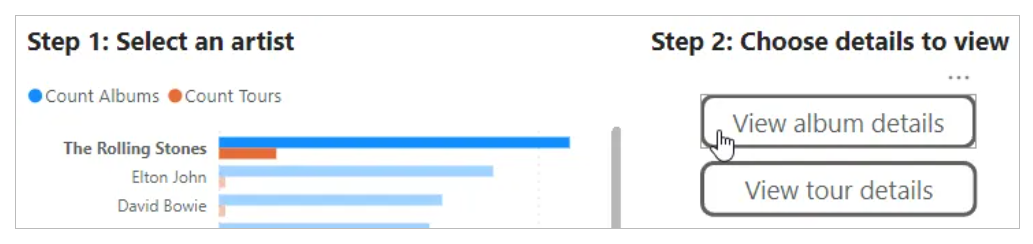 Step 1: Select an artist
Step 2: Choose details to view
...
Count Albums Count Tours
The Rolling Stones
Elton John
David Bowie
View album details
View tour details